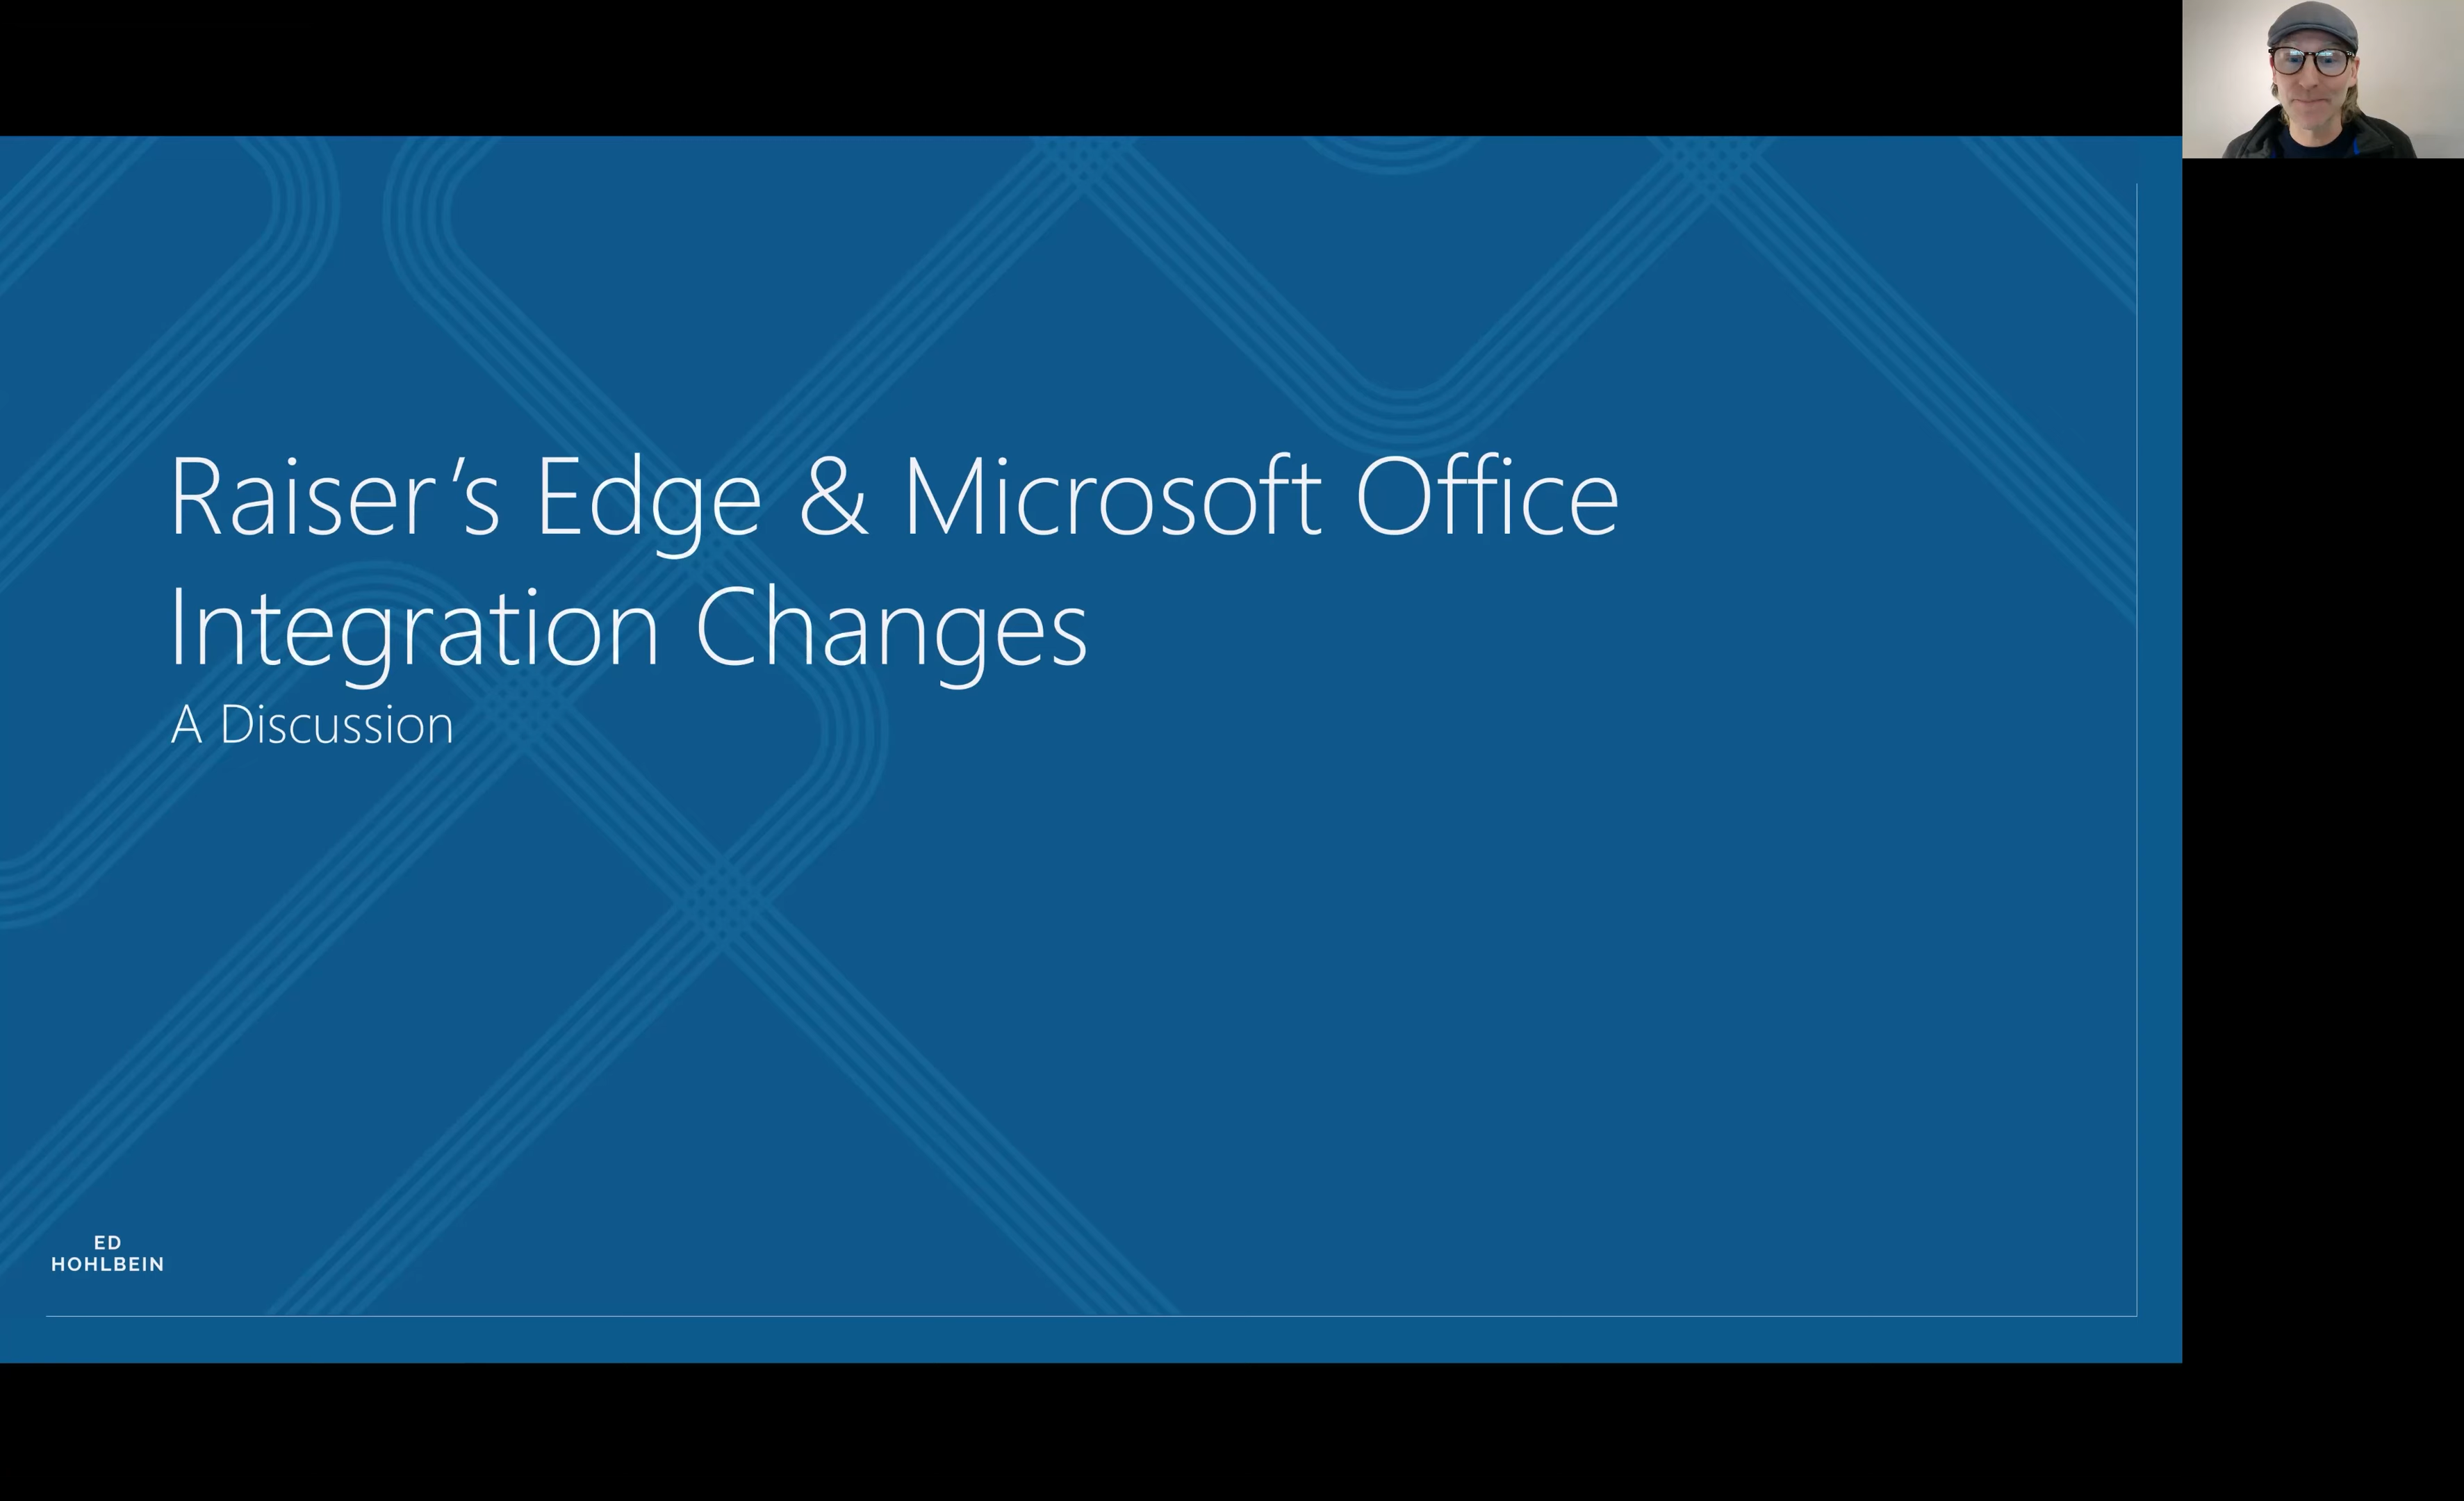 Raiser’s Edge & Microsoft Office
Integration Changes
A Discussion
ED
HOHLBEIN